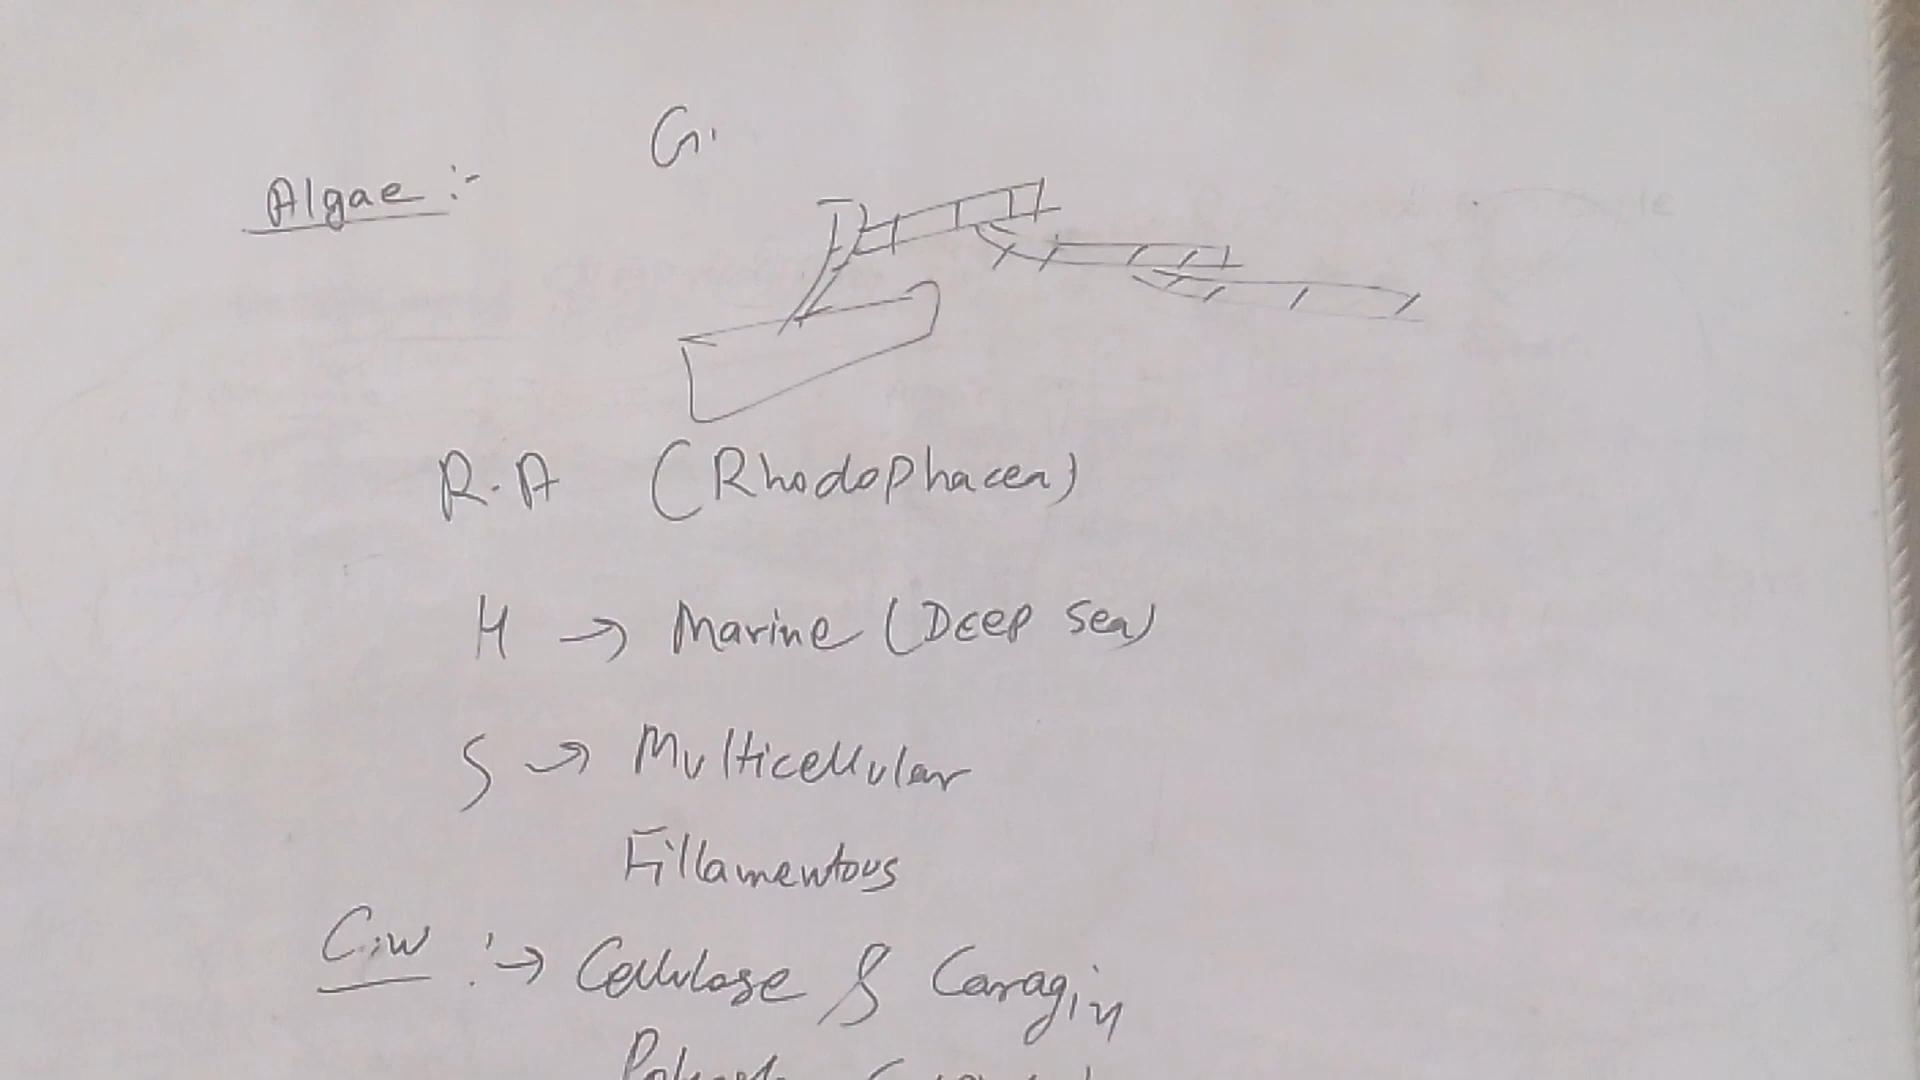 G.
Algae :-
R.A (Rhodophacea)
H → Marine (Deep Sea)
S → Multicellular
Fillamentous
C.W :→ Cellulose & Caragin